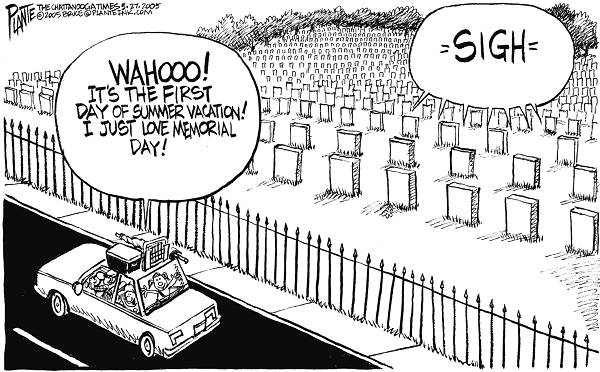 PLANTE
THE CHATTANOOGA TIMES 5-27-2005
©2005 BRUCE@PLANTEINK.COM
WAHOOO!
IT'S THE FIRST
DAY OF SUMMER VACATION!
I JUST LOVE MEMORIAL
DAY!
=SIGH=